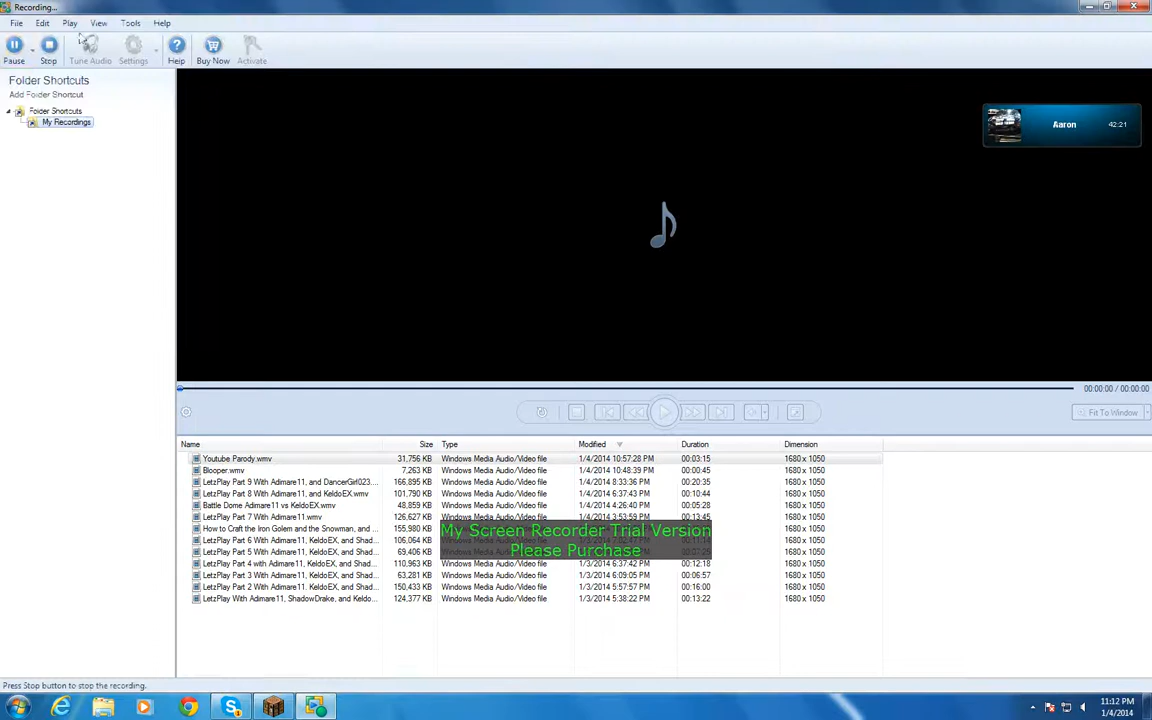 Recording...
File Edit Play View Tools Help
Pause Stop Tune Audio Settings Help Buy Now Activate
Folder Shortcuts
Add Folder Shortcut
Folder Shortcuts
My Recordings
Aaron 42:21
00:00:00 / 00:00:00
Fit To Window
Name Size Type Modified Duration Dimension
Youtube Parody.wmv 31,756 KB Windows Media Audio/Video file 1/4/2014 10:57:28 PM 00:03:15 1680 x 1050
Blooper.wmv 7,263 KB Windows Media Audio/Video file 1/4/2014 10:48:39 PM 00:00:45 1680 x 1050
LetzPlay Part 9 With Adimare11, and DancerGirl023.... 166,895 KB Windows Media Audio/Video file 1/4/2014 8:33:36 PM 00:20:35 1680 x 1050
LetzPlay Part 8 With Adimare11, and KeldoEX.wmv 101,790 KB Windows Media Audio/Video file 1/4/2014 6:37:43 PM 00:10:44 1680 x 1050
Battle Dome Adimare11 vs KeldoEX.wmv 48,859 KB Windows Media Audio/Video file 1/4/2014 4:26:40 PM 00:05:28 1680 x 1050
LetzPlay Part 7 With Adimare11.wmv 126,627 KB Windows Media Audio/Video file 1/4/2014 3:53:59 PM 00:13:45 1680 x 1050
How to Craft the Iron Golem and the Snowman, and ... 155,980 KB 1680 x 1050
LetzPlay Part 6 With Adimare11, KeldoEX, and Shad... 106,064 KB 1680 x 1050
LetzPlay Part 5 With Adimare11, KeldoEX, and Shad... 69,406 KB 1680 x 1050
LetzPlay Part 4 with Adimare11, KeldoEX, and Shad... 110,963 KB Windows Media Audio/Video file 1/3/2014 6:37:42 PM 00:12:18 1680 x 1050
LetzPlay Part 3 With Adimare11, KeldoEX, and Shad... 63,281 KB Windows Media Audio/Video file 1/3/2014 6:09:05 PM 00:06:57 1680 x 1050
LetzPlay Part 2 With Adimare11, KeldoEX, and Shad... 150,433 KB Windows Media Audio/Video file 1/3/2014 5:57:57 PM 00:16:00 1680 x 1050
LetzPlay With Adimare11, ShadowDrake, and Keldo... 124,377 KB Windows Media Audio/Video file 1/3/2014 5:38:22 PM 00:13:22 1680 x 1050
My Screen Recorder Trial Version
Please Purchase
Press Stop button to stop the recording.
11:12 PM
1/4/2014